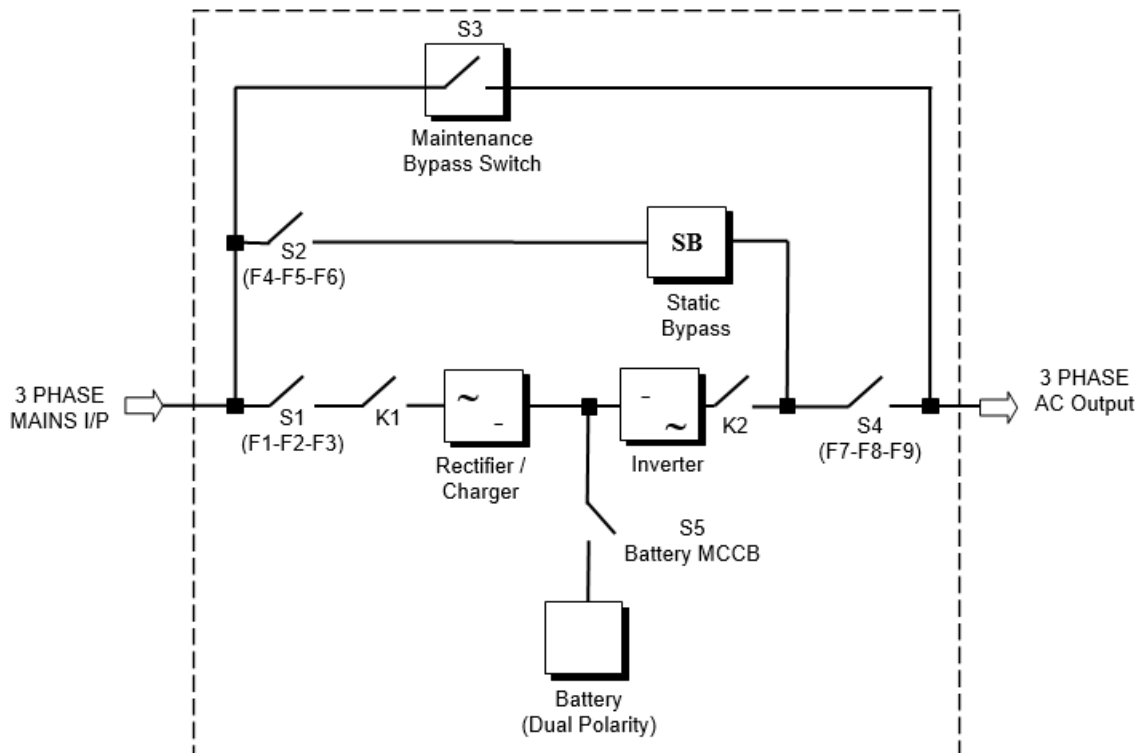 S3
Maintenance
Bypass Switch
S2
(F4-F5-F6)
SB
Static
Bypass
3 PHASE
MAINS I/P
S1
(F1-F2-F3)
K1
~
-
Rectifier /
Charger
-
~
Inverter
K2
S4
(F7-F8-F9)
3 PHASE
AC Output
S5
Battery MCCB
Battery
(Dual Polarity)